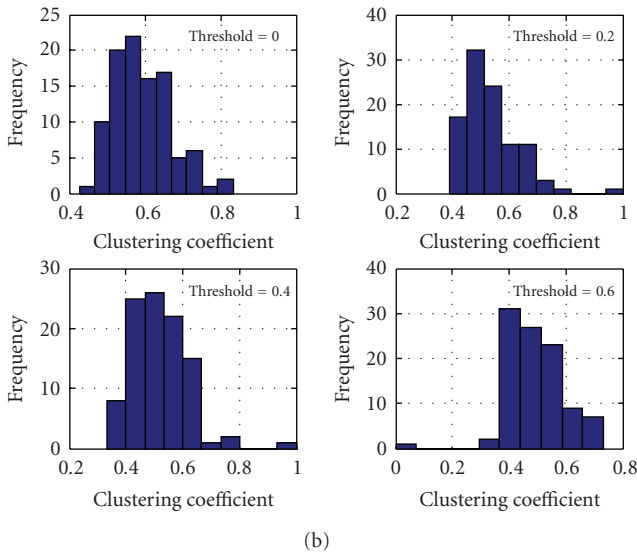 25
20
15
10
5
0
0.4 0.6 0.8 1
Frequency
Clustering coefficient
Threshold = 0
40
30
20
10
0
0.2 0.4 0.6 0.8 1
Frequency
Clustering coefficient
Threshold = 0.2
30
20
10
0
0.2 0.4 0.6 0.8 1
Frequency
Clustering coefficient
Threshold = 0.4
40
30
20
10
0
0 0.2 0.4 0.6 0.8
Frequency
Clustering coefficient
Threshold = 0.6
(b)